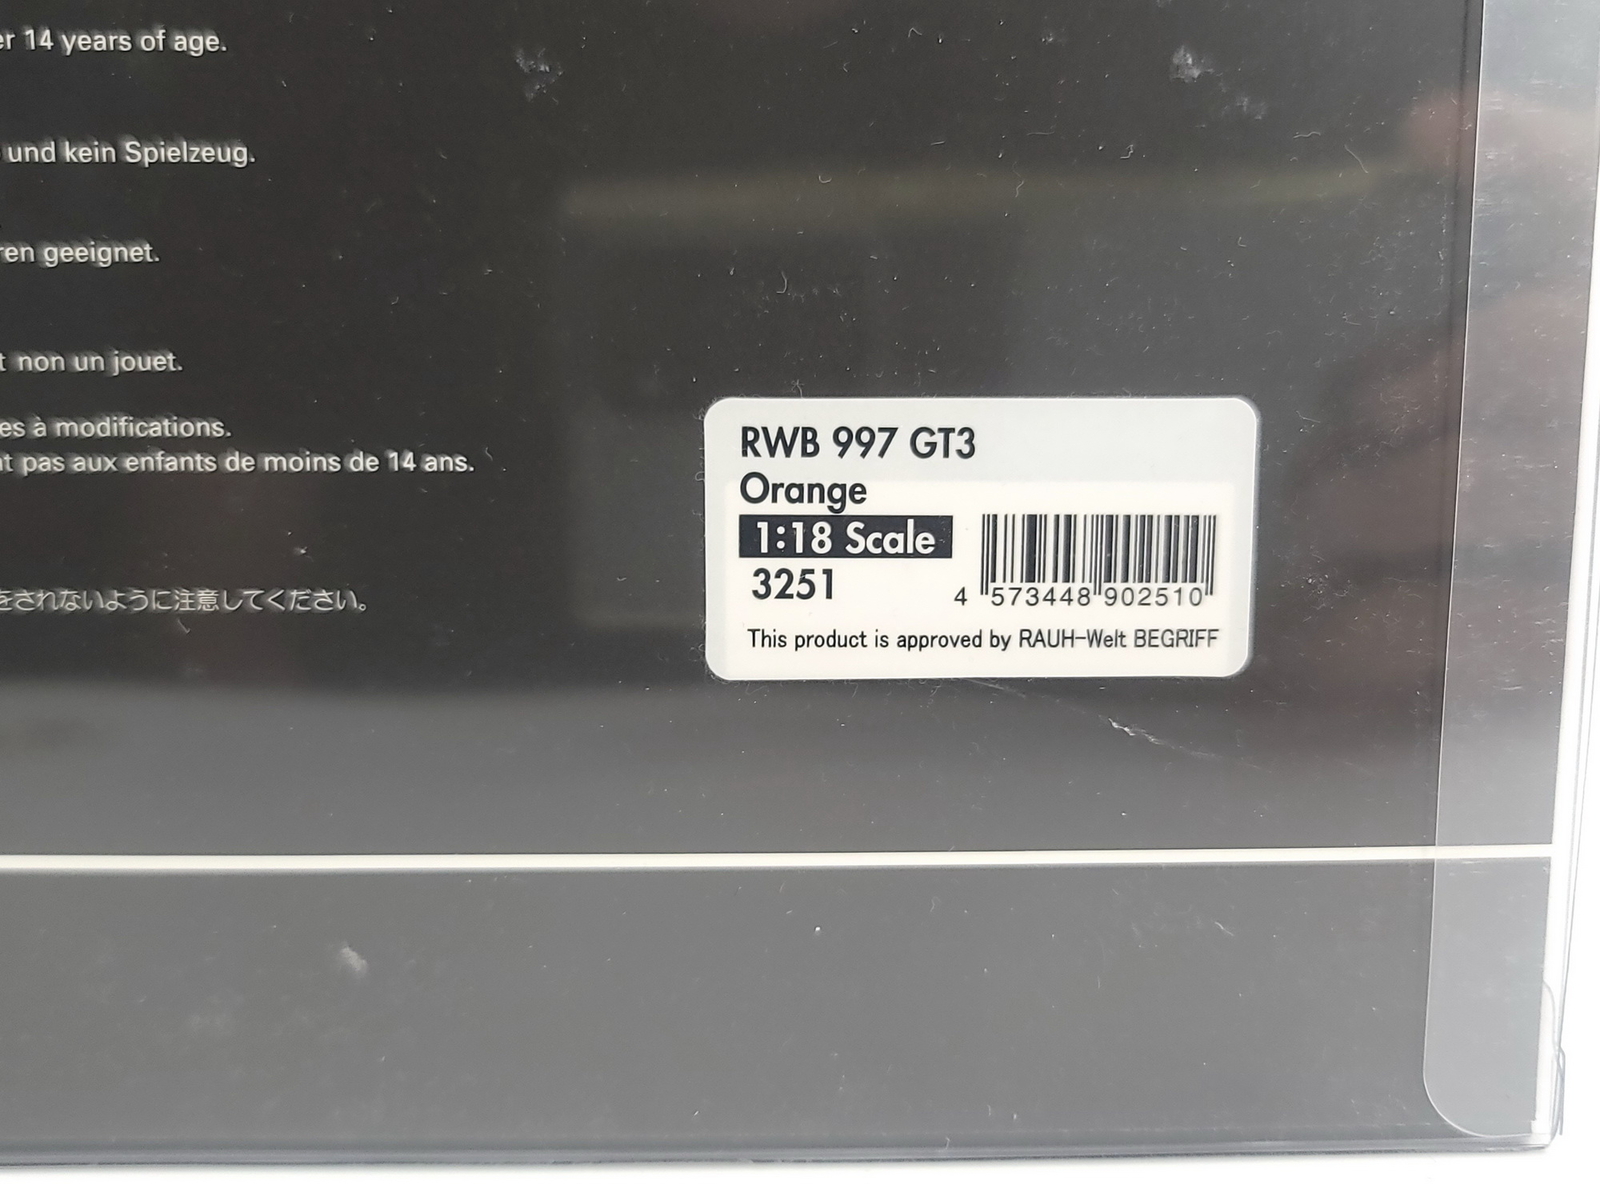 er 14 years of age.
und kein Spielzeug.
ren geeignet.
t non un jouet.
es à modifications.
nt pas aux enfants de moins de 14 ans.
をされないように注意してください。
RWB 997 GT3
Orange
1:18 Scale
3251
4 573448 902510
This product is approved by RAUH-Welt BEGRIFF